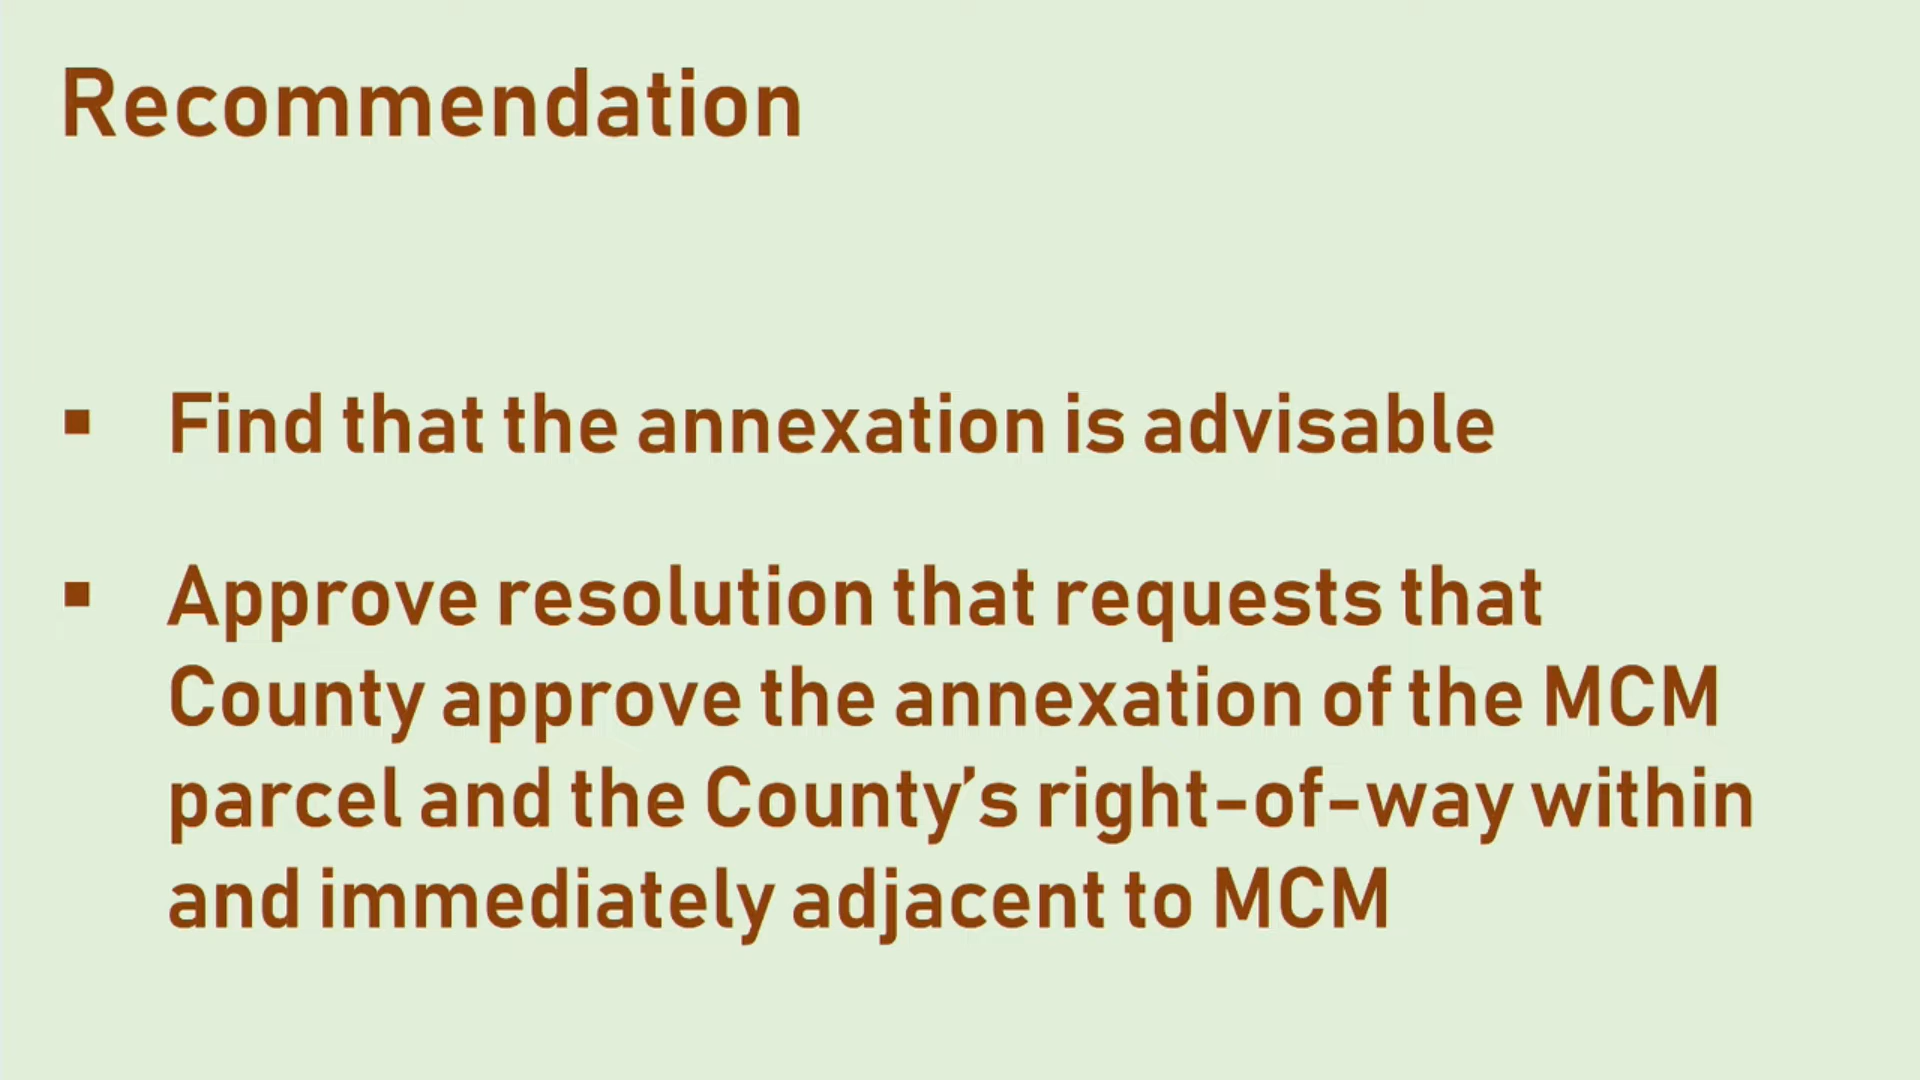 Recommendation
▪ Find that the annexation is advisable
▪ Approve resolution that requests that
County approve the annexation of the MCM
parcel and the County’s right-of-way within
and immediately adjacent to MCM